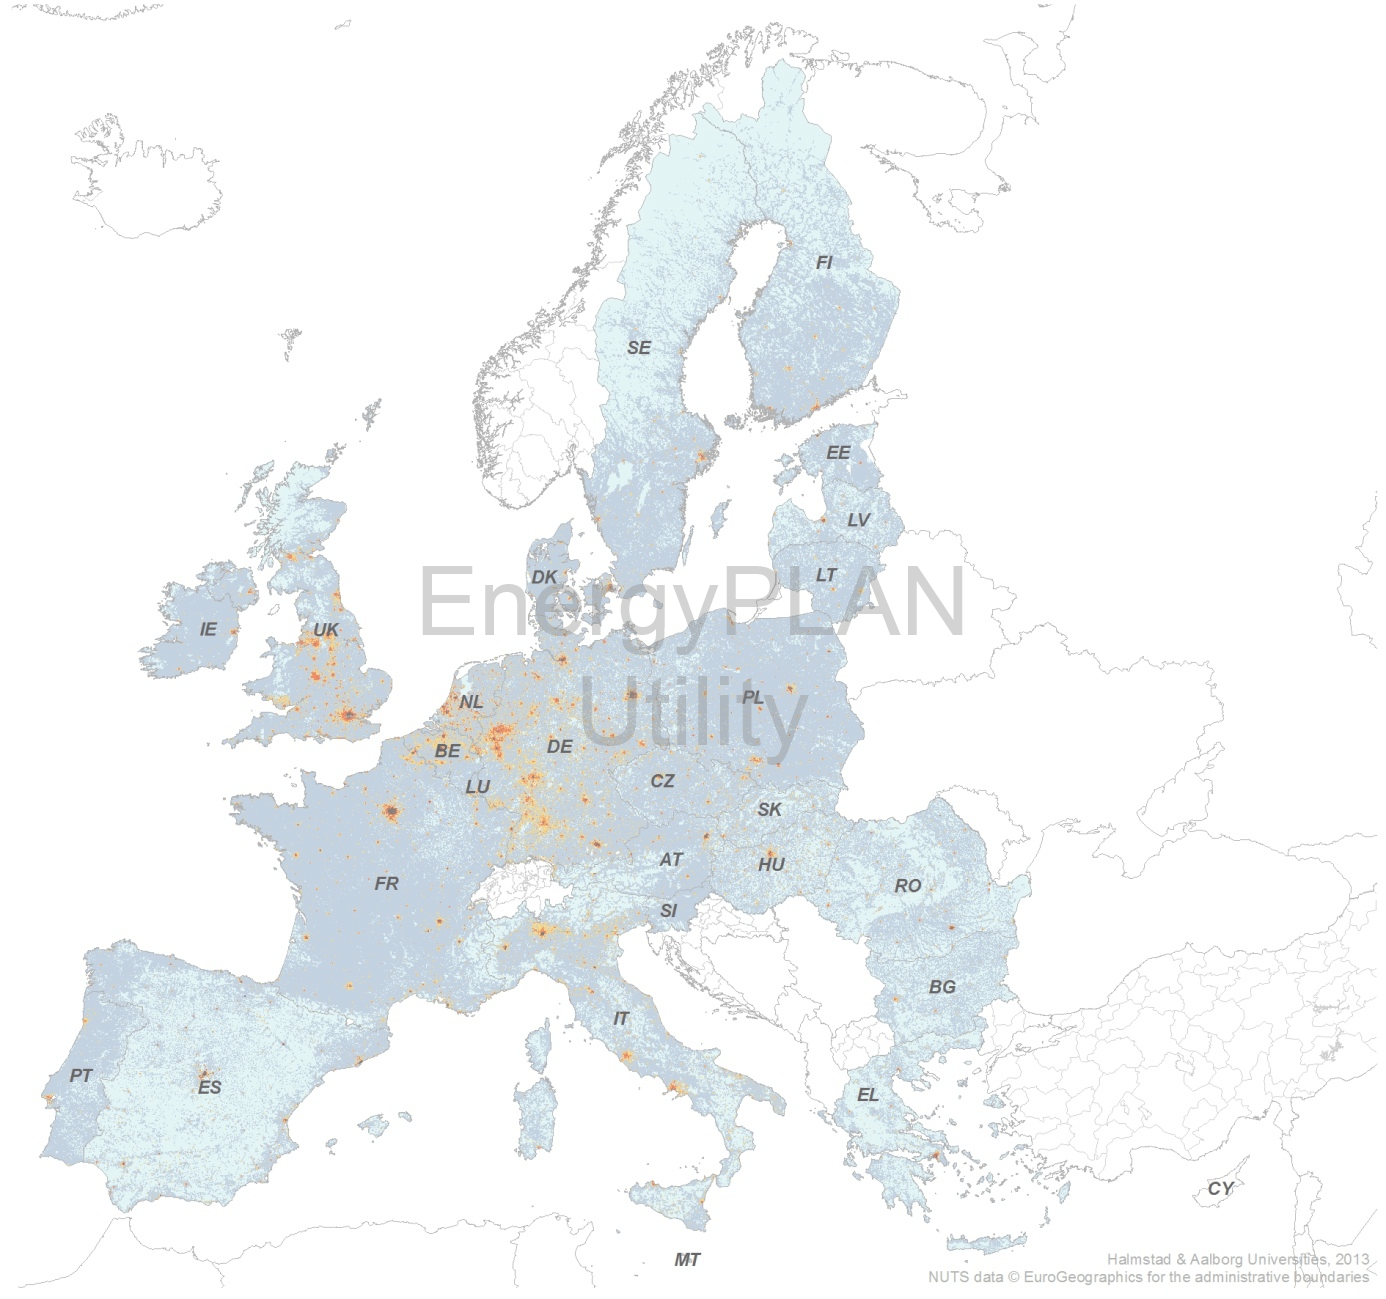 FI
SE
EE
LV
LT
DK
EnergyPLAN
IE
UK
Utility
NL
PL
BE
DE
LU
CZ
SK
AT
HU
FR
RO
SI
BG
IT
PT
ES
EL
CY
MT
Halmstad & Aalborg Universities, 2013
NUTS data © EuroGeographics for the administrative boundaries